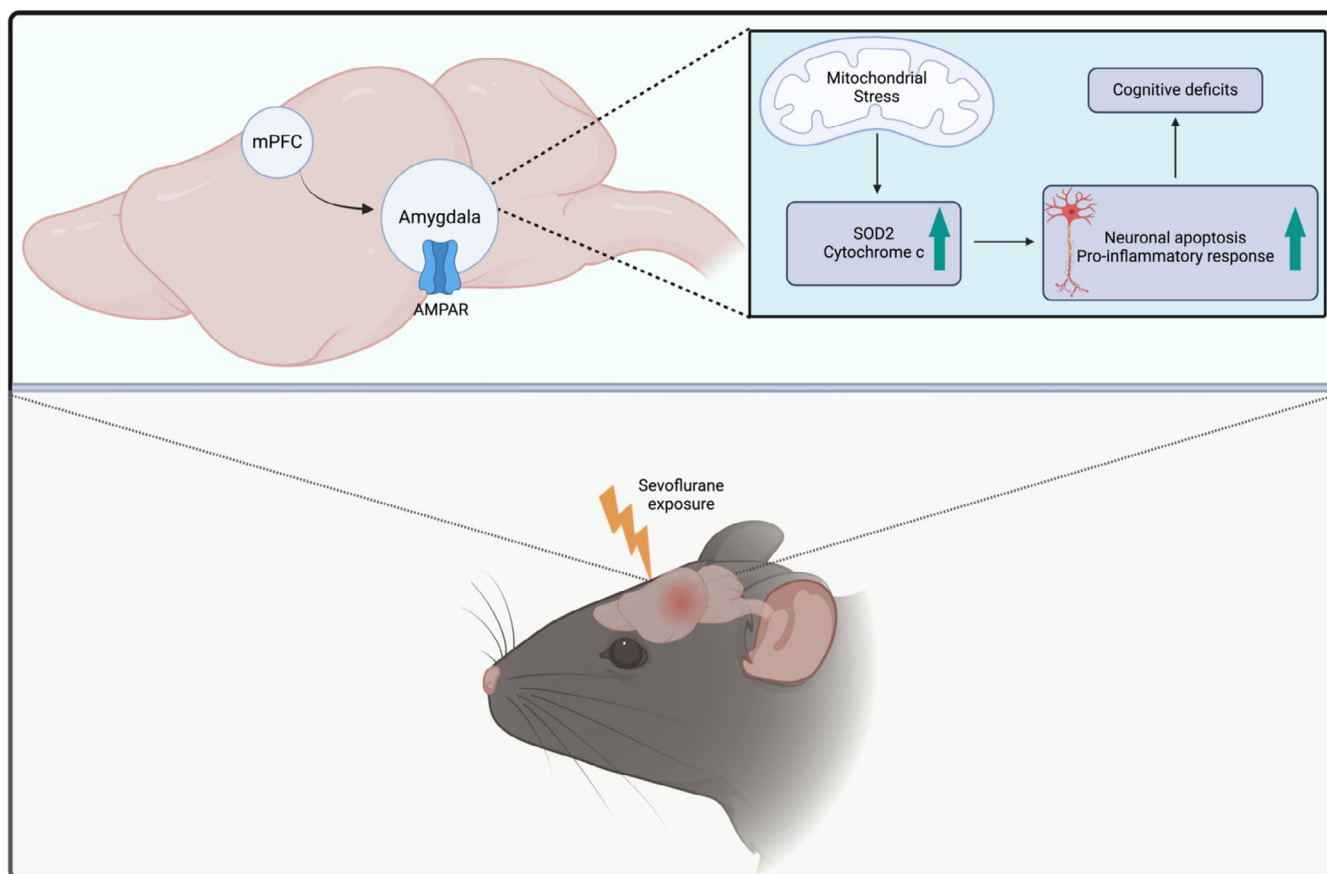 mPFC
Amygdala
AMPAR
Mitochondrial
Stress
Cognitive deficits
SOD2
Cytochrome c
Neuronal apoptosis
Pro-inflammatory response
Sevoflurane
exposure